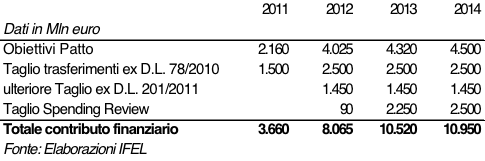 2011 2012 2013 2014
Dati in Mln euro
Obiettivi Patto 2.160 4.025 4.320 4.500
Taglio trasferimenti ex D.L. 78/2010 1.500 2.500 2.500 2.500
ulteriore Taglio ex D.L. 201/2011 1.450 1.450 1.450
Taglio Spending Review 90 2.250 2.500
Totale contributo finanziario 3.660 8.065 10.520 10.950
Fonte: Elaborazioni IFEL